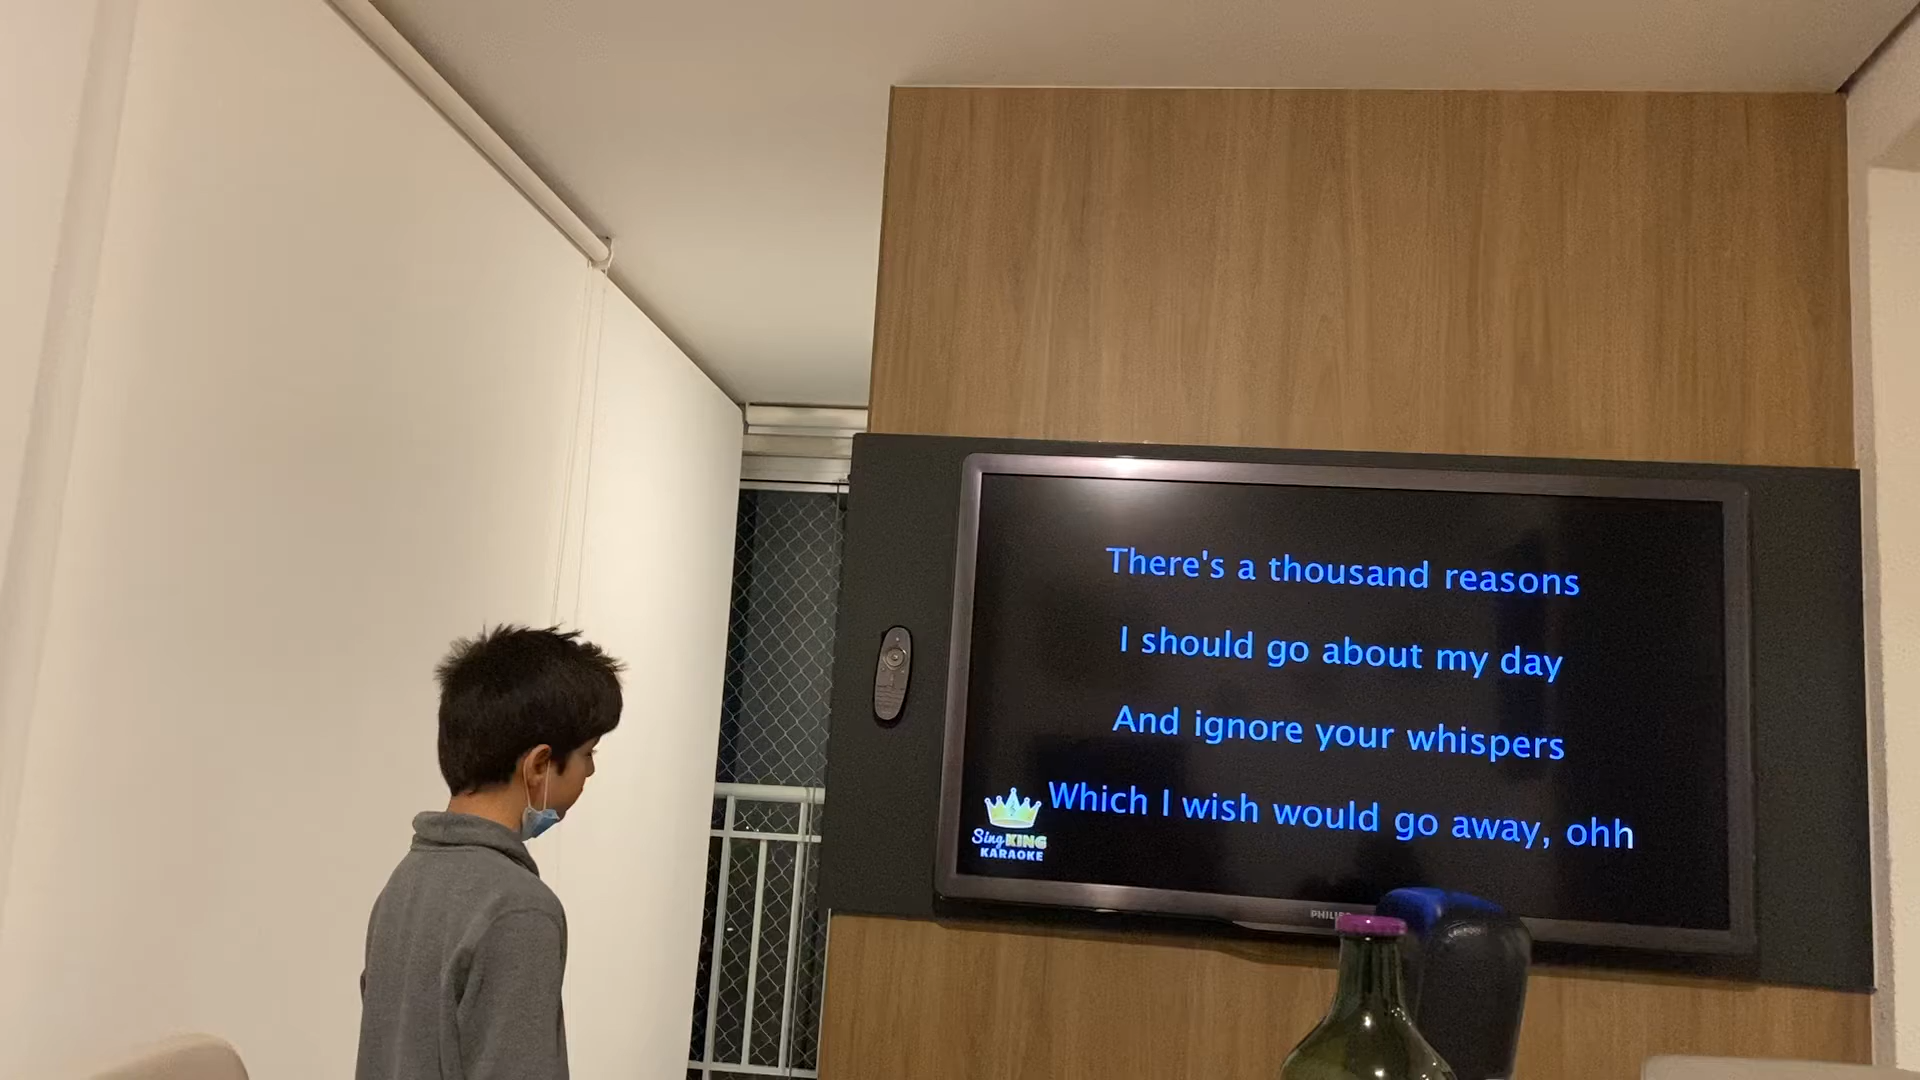 There's a thousand reasons
I should go about my day
And ignore your whispers
Which I wish would go away, ohh
Sing KING
KARAOKE